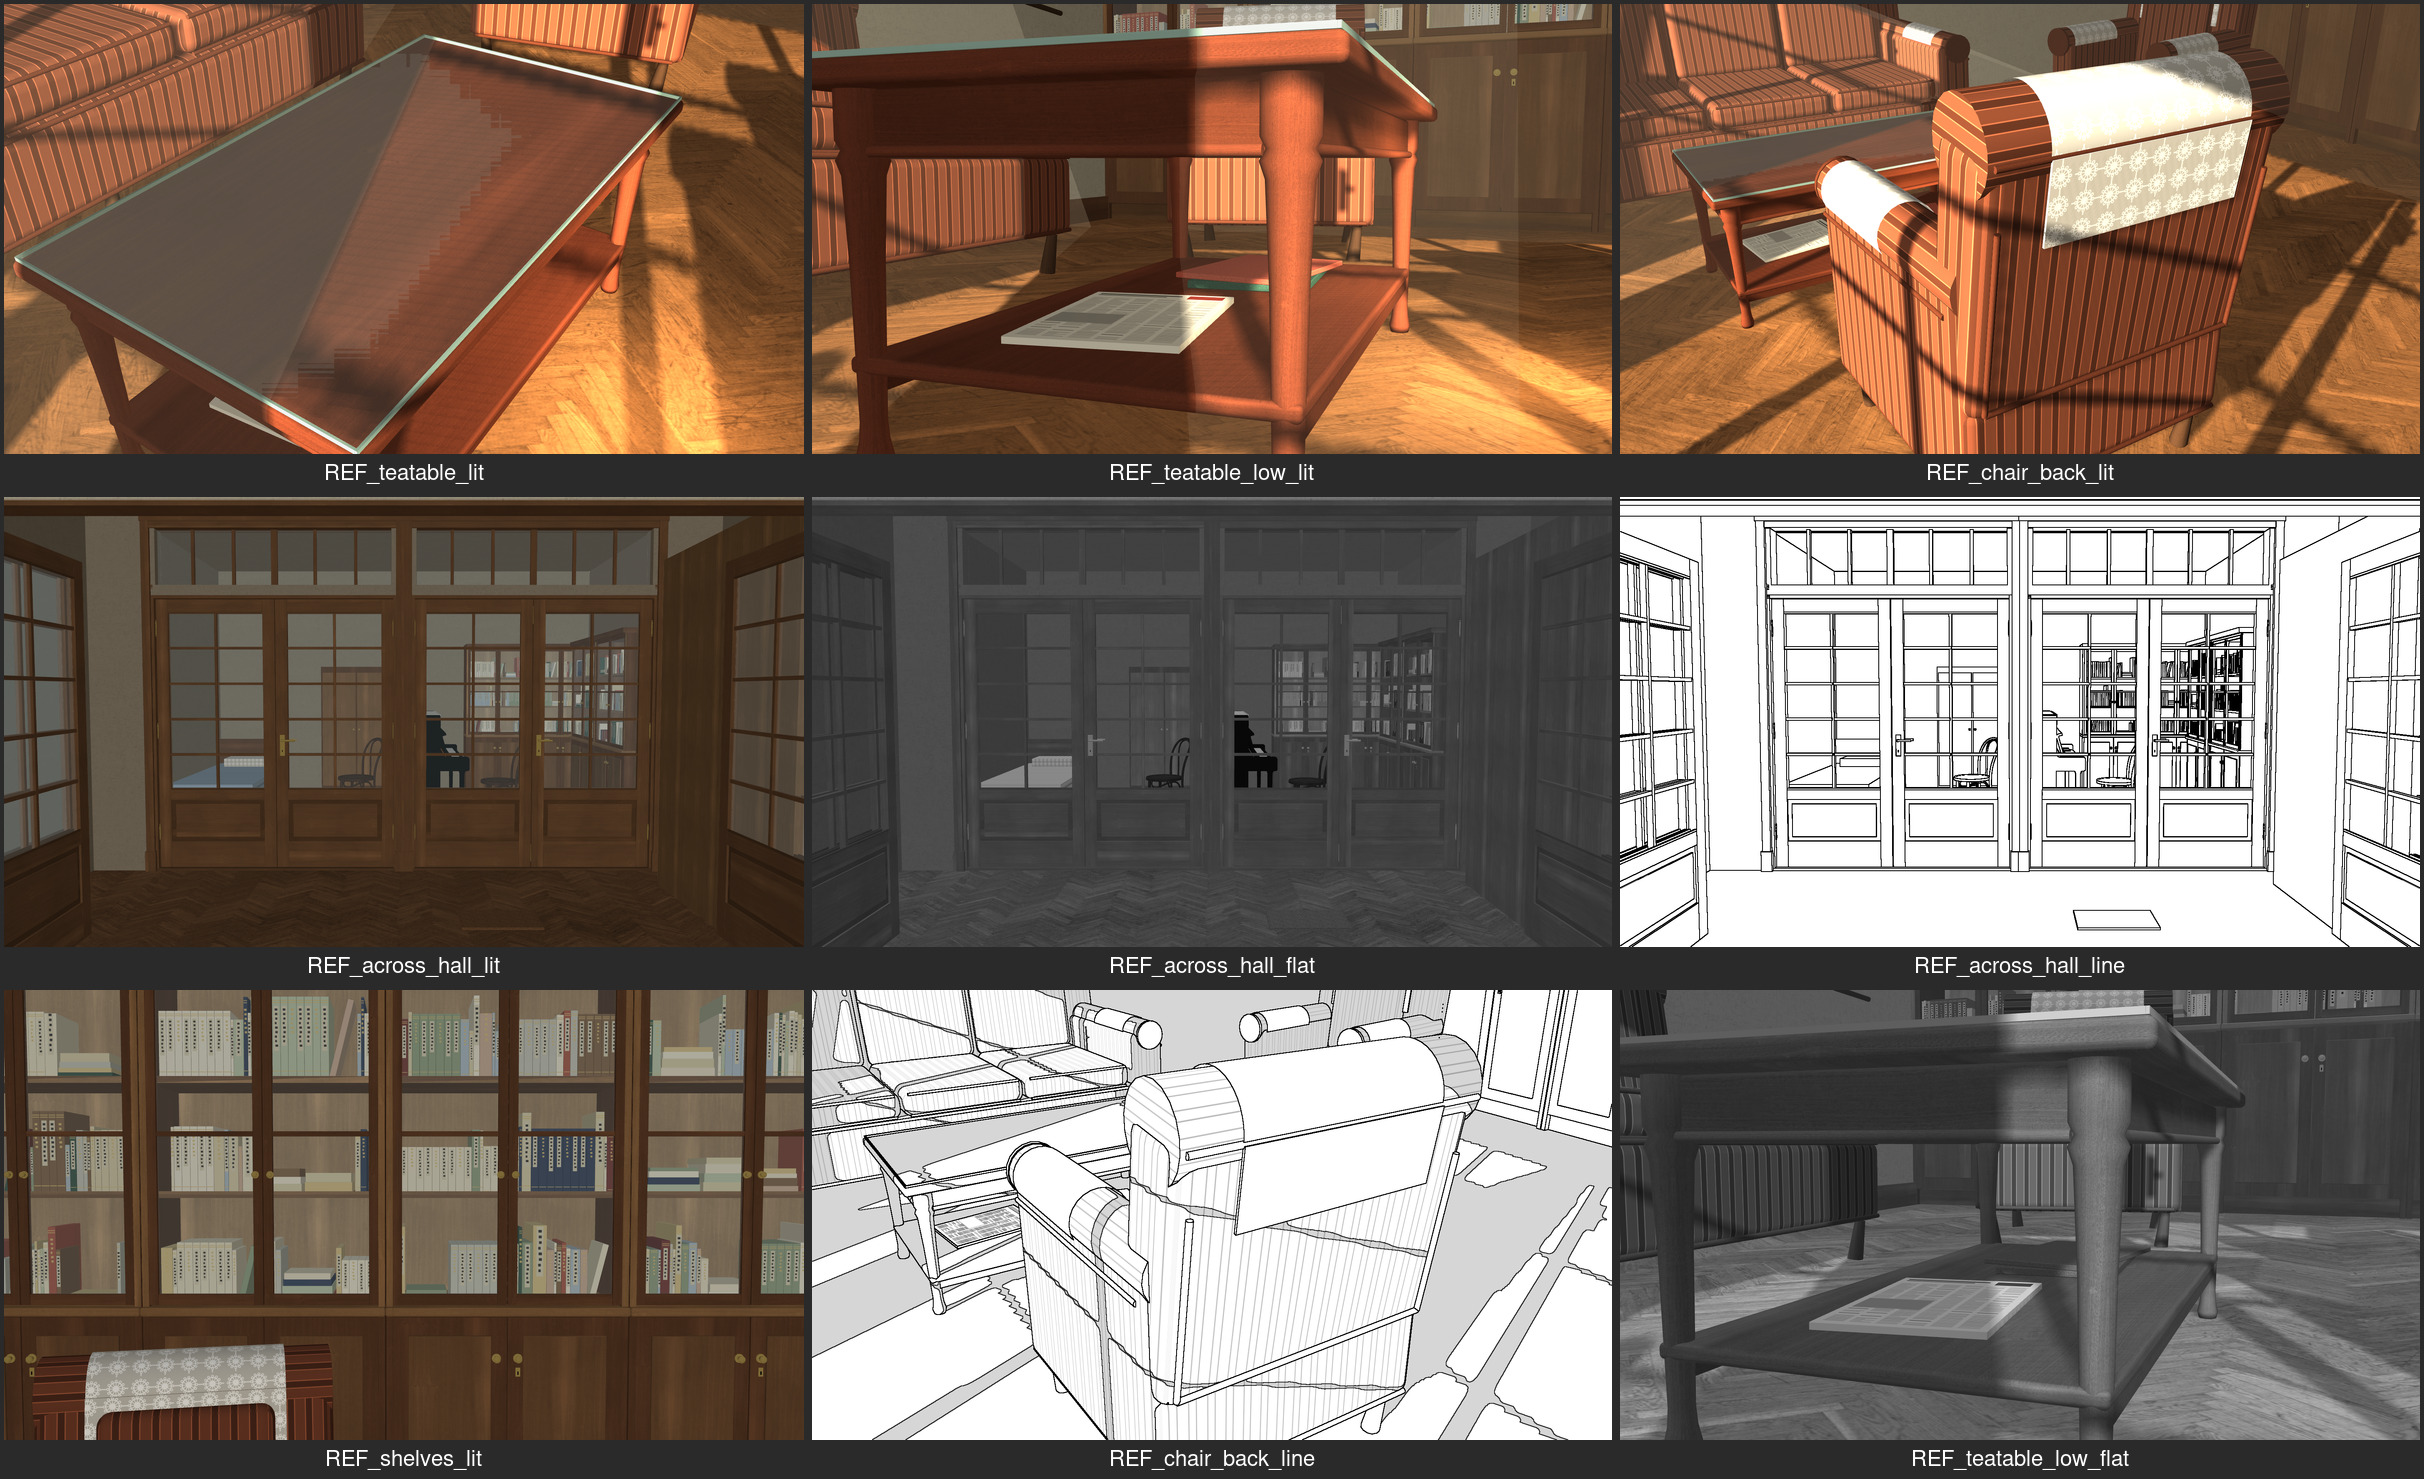 REF_teatable_lit
REF_teatable_low_lit
REF_chair_back_lit
REF_across_hall_lit
REF_across_hall_flat
REF_across_hall_line
REF_shelves_lit
REF_chair_back_line
REF_teatable_low_flat